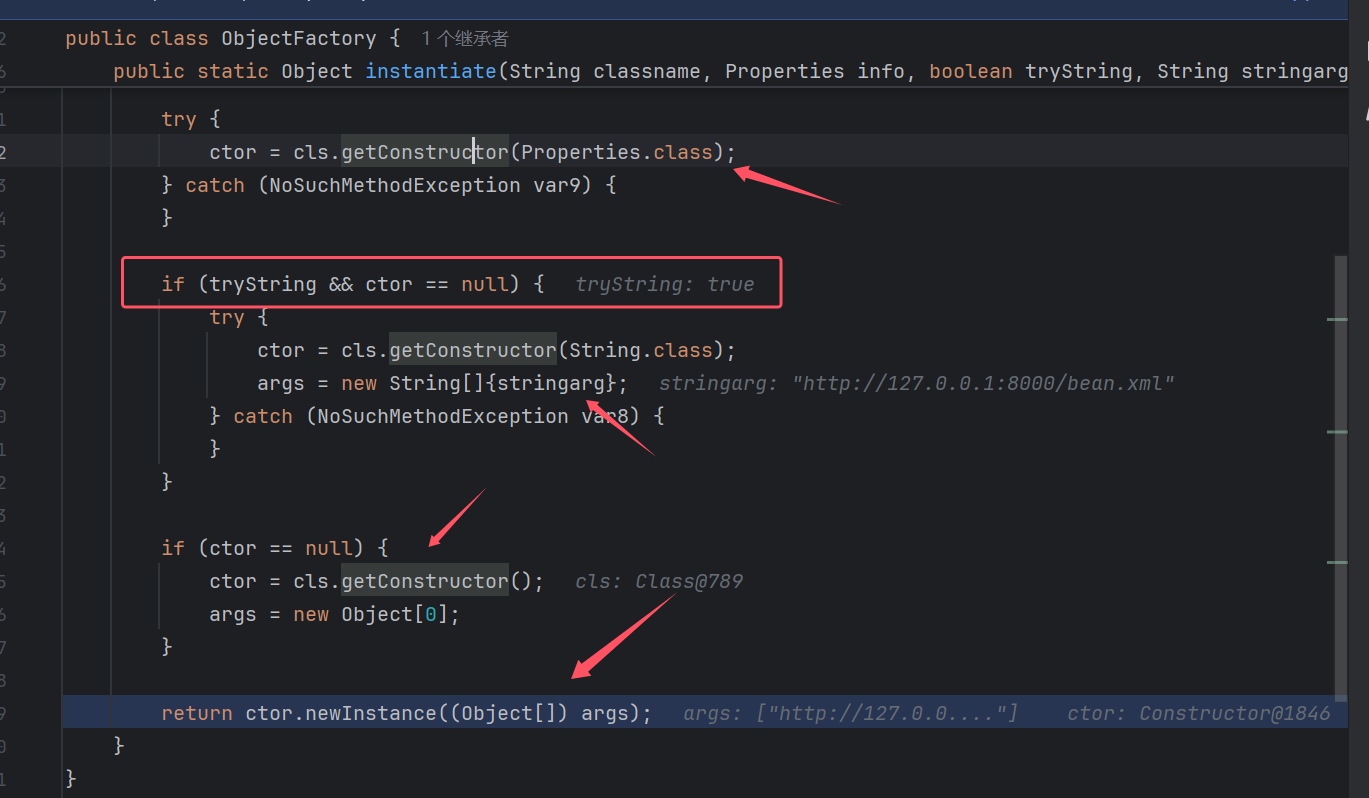 public class ObjectFactory {  1 个继承者
public static Object instantiate(String classname, Properties info, boolean tryString, String stringarg
try {
ctor = cls.getConstructor(Properties.class);
} catch (NoSuchMethodException var9) {
}
if (tryString && ctor == null) {  tryString: true
try {
ctor = cls.getConstructor(String.class);
args = new String[]{stringarg};  stringarg: "http://127.0.0.1:8000/bean.xml"
} catch (NoSuchMethodException var8) {
}
}
if (ctor == null) {
ctor = cls.getConstructor();  cls: Class@789
args = new Object[0];
}
return ctor.newInstance((Object[]) args);  args: ["http://127.0.0...."]  ctor: Constructor@1846
}
}